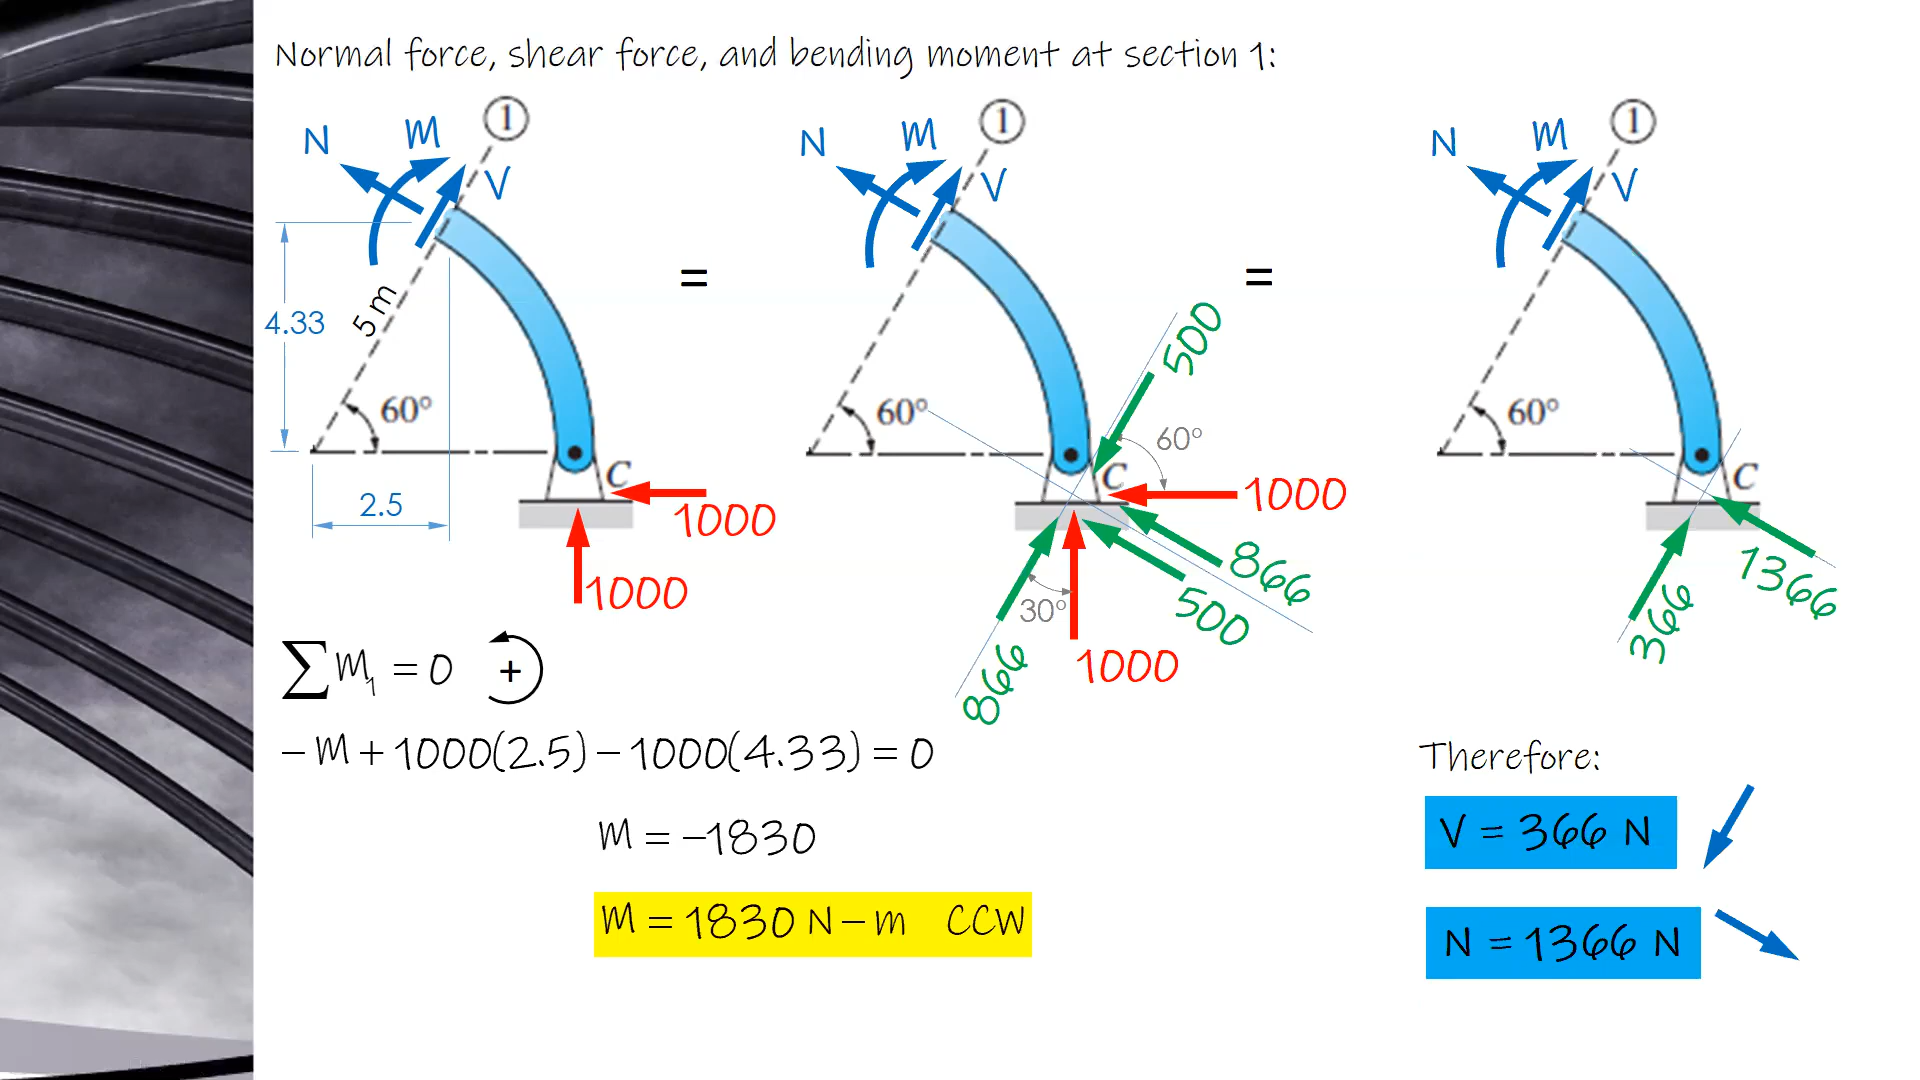 Normal force, shear force, and bending moment at section 1:
N M 1 V
4.33
5 m
60°
2.5
C
1000
1000
=
N M 1 V
60°
500
60°
C
1000
866
500
30°
866
1000
=
N M 1 V
60°
C
1366
366
∑M₁ = 0 +
−M + 1000(2.5) − 1000(4.33) = 0
M = −1830
M = 1830 N−m CCW
Therefore:
V = 366 N
N = 1366 N